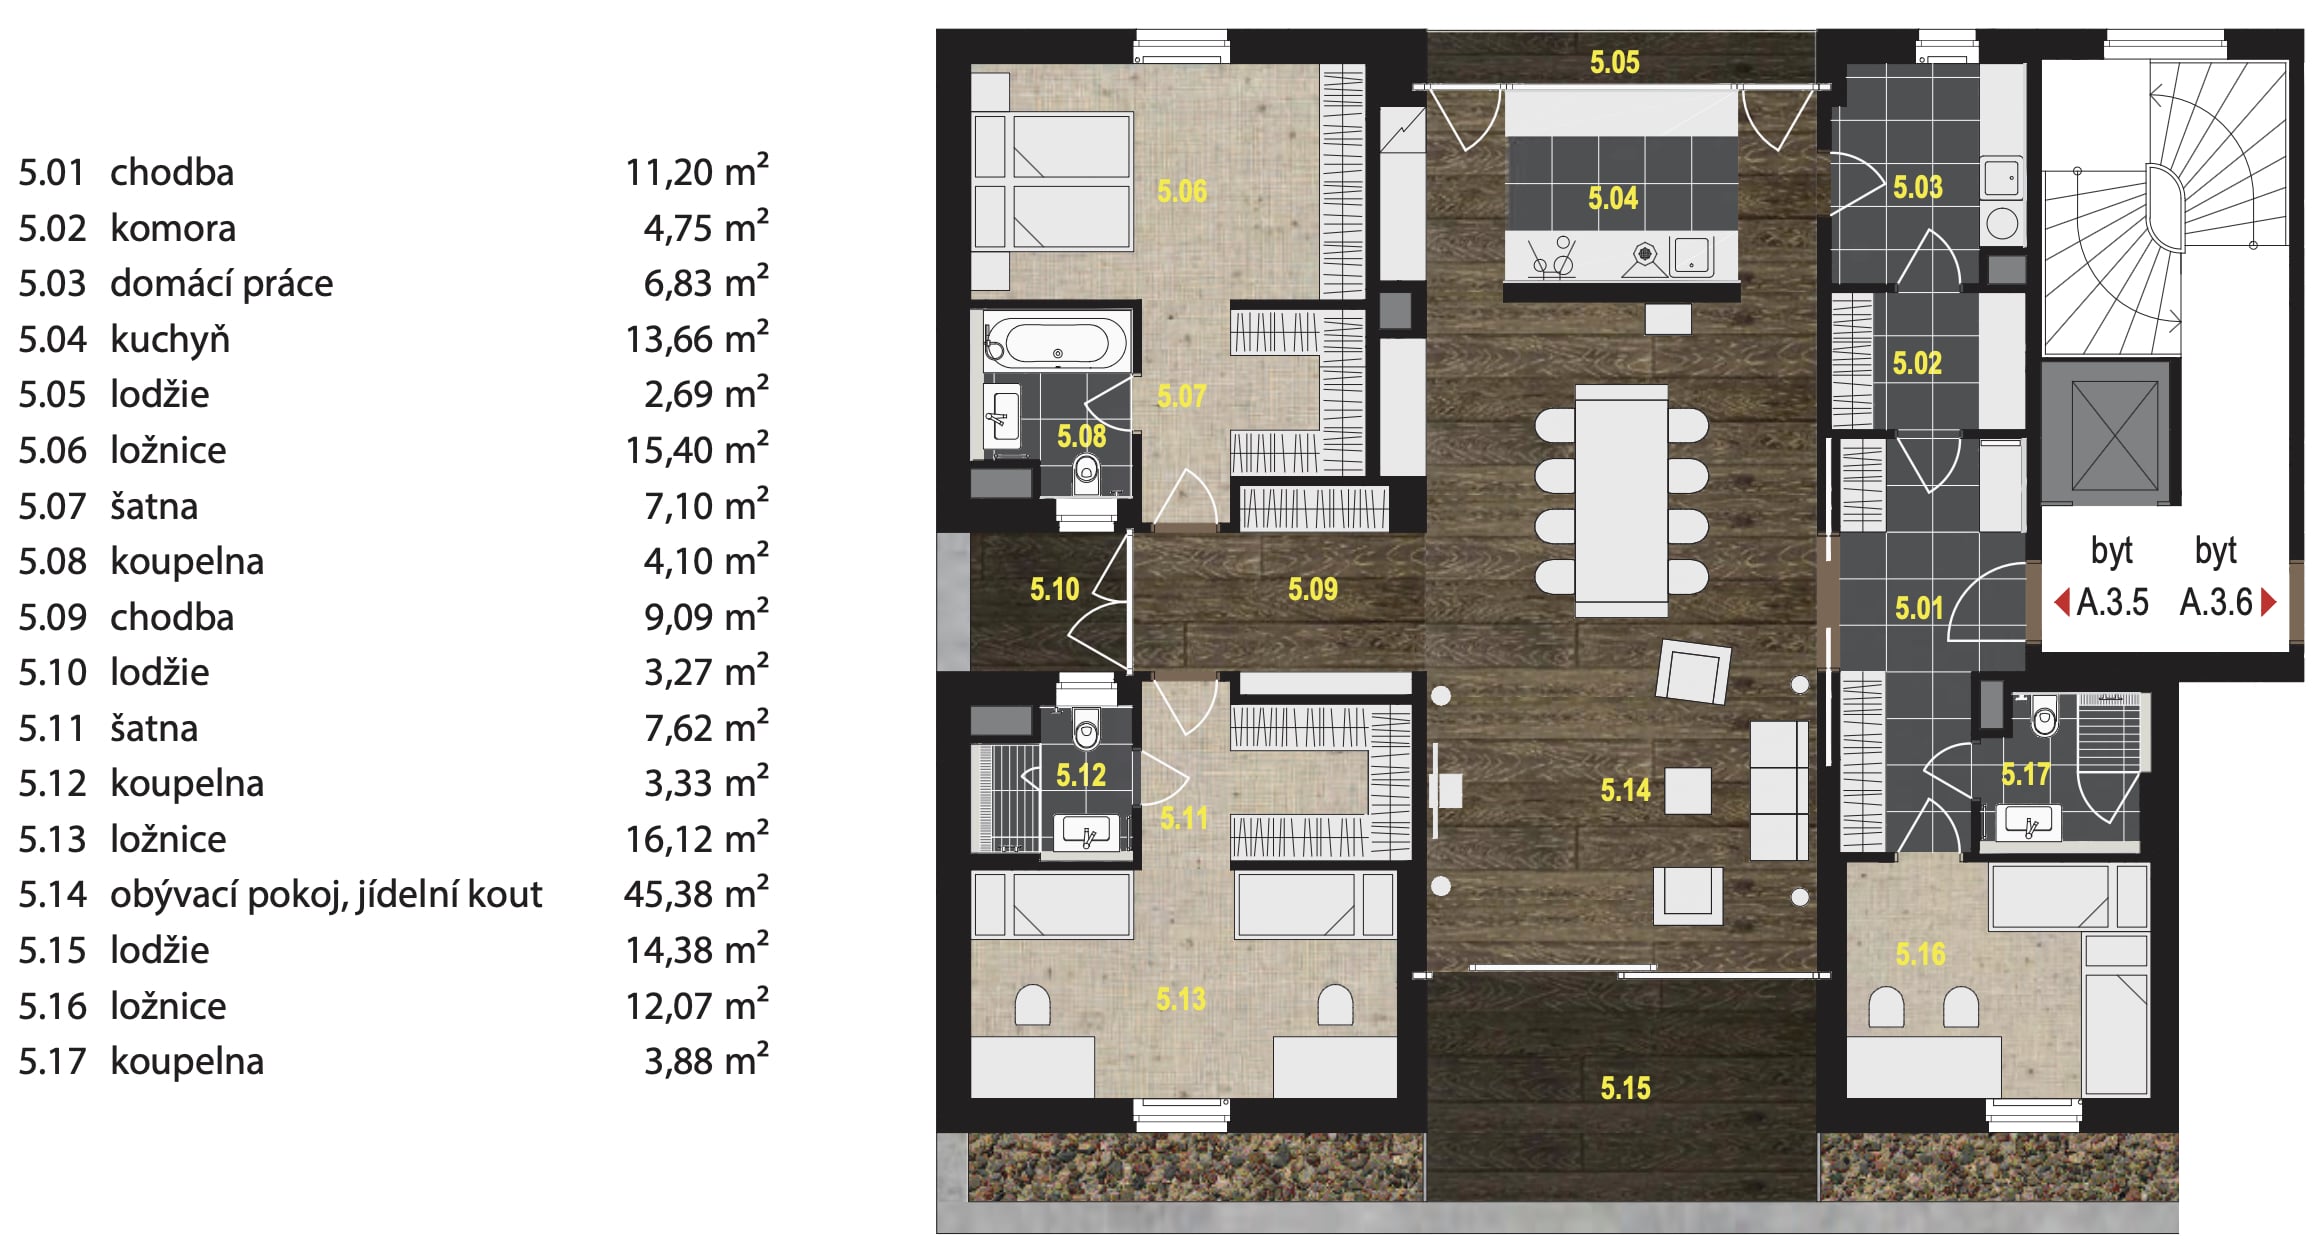 5.01 chodba 11,20 m²
5.02 komora 4,75 m²
5.03 domácí práce 6,83 m²
5.04 kuchyň 13,66 m²
5.05 lodžie 2,69 m²
5.06 ložnice 15,40 m²
5.07 šatna 7,10 m²
5.08 koupelna 4,10 m²
5.09 chodba 9,09 m²
5.10 lodžie 3,27 m²
5.11 šatna 7,62 m²
5.12 koupelna 3,33 m²
5.13 ložnice 16,12 m²
5.14 obývací pokoj, jídelní kout 45,38 m²
5.15 lodžie 14,38 m²
5.16 ložnice 12,07 m²
5.17 koupelna 3,88 m²
5.05
5.06
5.04
5.03
5.02
5.07
5.08
byt byt
A.3.5 A.3.6
5.10
5.09
5.01
5.12
5.11
5.14
5.17
5.16
5.13
5.15